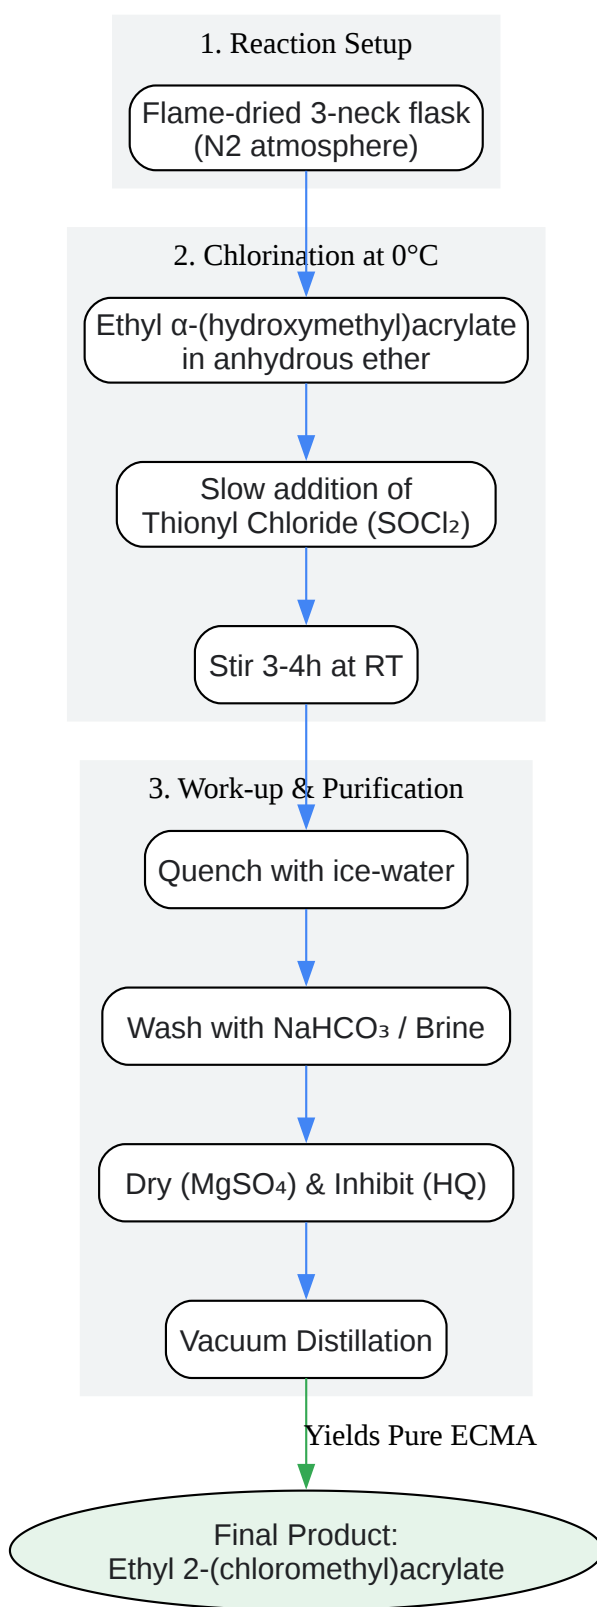 1. Reaction Setup
Flame-dried 3-neck flask
(N2 atmosphere)
2. Chlorination at 0°C
Ethyl α-(hydroxymethyl)acrylate
in anhydrous ether
Slow addition of
Thionyl Chloride (SOCl₂)
Stir 3-4h at RT
3. Work-up & Purification
Quench with ice-water
Wash with NaHCO₃ / Brine
Dry (MgSO₄) & Inhibit (HQ)
Vacuum Distillation
Yields Pure ECMA
Final Product:
Ethyl 2-(chloromethyl)acrylate